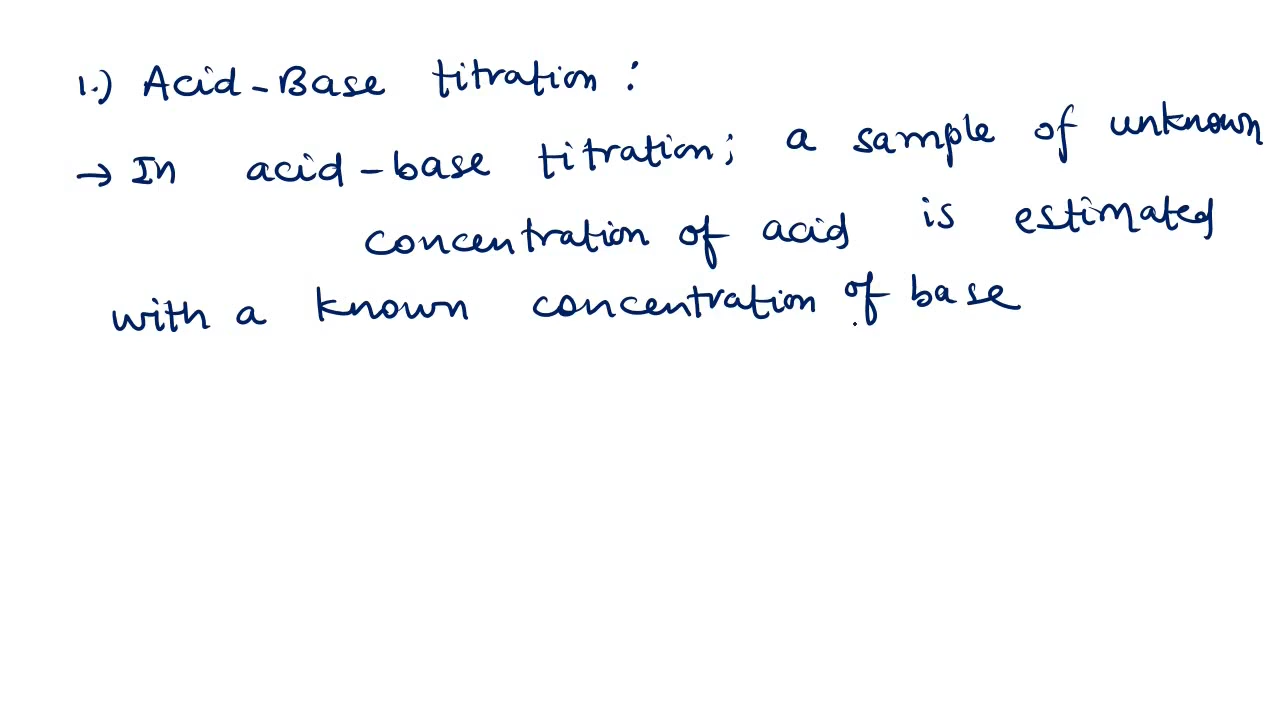 1.) Acid-Base titration :
→ In acid-base titration; a sample of unknown
concentration of acid is estimated
with a known concentration of base